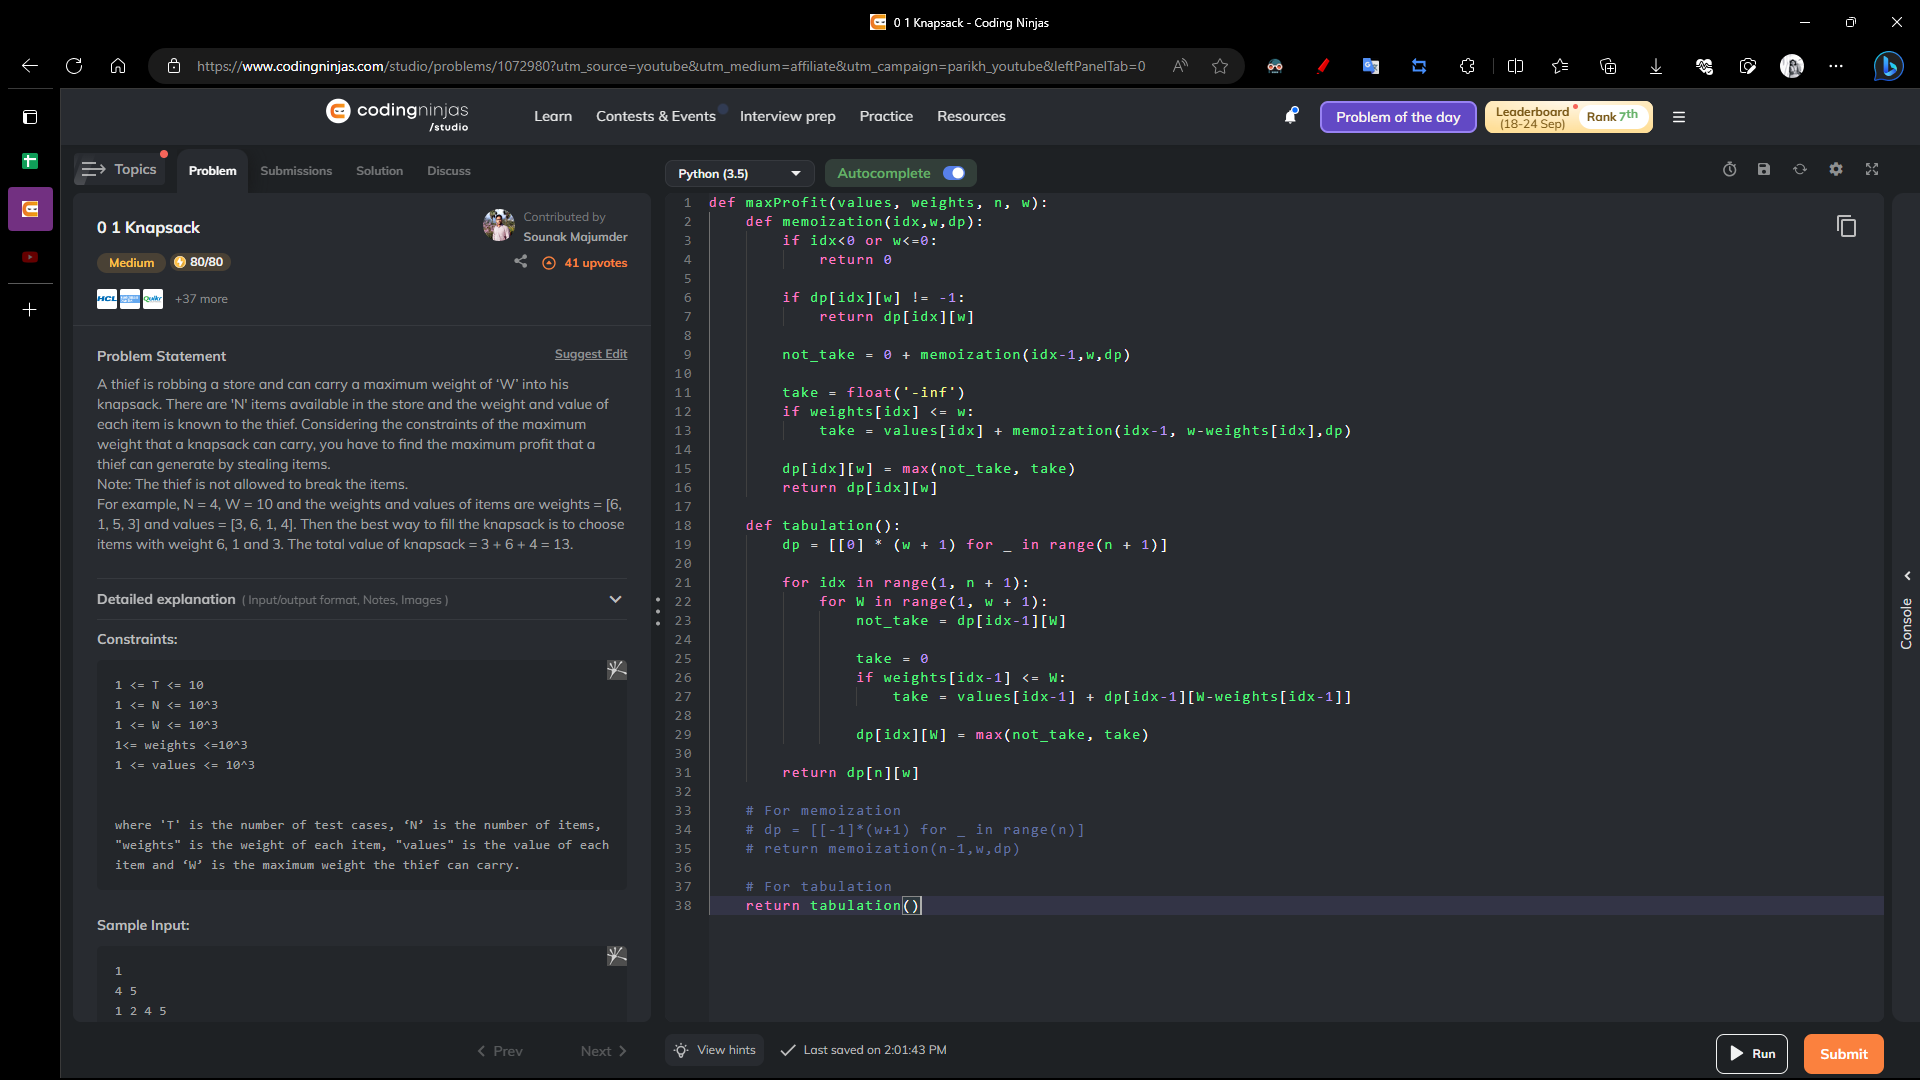 0 1 Knapsack - Coding Ninjas
https://www.codingninjas.com/studio/problems/1072980?utm_source=youtube&utm_medium=affiliate&utm_campaign=parikh_youtube&leftPanelTab=0
codingninjas
/studio
Learn
Contests & Events
Interview prep
Practice
Resources
Problem of the day
Leaderboard
(18-24 Sep)
Rank 7th
Topics
Problem
Submissions
Solution
Discuss
0 1 Knapsack
Contributed by
Sounak Majumder
Medium
80/80
41 upvotes
HCL
Quikr
+37 more
Problem Statement
Suggest Edit
A thief is robbing a store and can carry a maximum weight of ‘W’ into his
knapsack. There are 'N' items available in the store and the weight and value of
each item is known to the thief. Considering the constraints of the maximum
weight that a knapsack can carry, you have to find the maximum profit that a
thief can generate by stealing items.
Note: The thief is not allowed to break the items.
For example, N = 4, W = 10 and the weights and values of items are weights = [6,
1, 5, 3] and values = [3, 6, 1, 4]. Then the best way to fill the knapsack is to choose
items with weight 6, 1 and 3. The total value of knapsack = 3 + 6 + 4 = 13.
Detailed explanation ( Input/output format, Notes, Images )
Constraints:
1 <= T <= 10
1 <= N <= 10^3
1 <= W <= 10^3
1<= weights <=10^3
1 <= values <= 10^3
where 'T' is the number of test cases, ‘N’ is the number of items,
"weights" is the weight of each item, "values" is the value of each
item and ‘W’ is the maximum weight the thief can carry.
Sample Input:
1
4 5
1 2 4 5
Prev
Next
Python (3.5)
Autocomplete
1 def maxProfit(values, weights, n, w):
2 def memoization(idx,w,dp):
3 if idx<0 or w<=0:
4 return 0
5
6 if dp[idx][w] != -1:
7 return dp[idx][w]
8
9 not_take = 0 + memoization(idx-1,w,dp)
10
11 take = float('-inf')
12 if weights[idx] <= w:
13 take = values[idx] + memoization(idx-1, w-weights[idx],dp)
14
15 dp[idx][w] = max(not_take, take)
16 return dp[idx][w]
17
18 def tabulation():
19 dp = [[0] * (w + 1) for _ in range(n + 1)]
20
21 for idx in range(1, n + 1):
22 for W in range(1, w + 1):
23 not_take = dp[idx-1][W]
24
25 take = 0
26 if weights[idx-1] <= W:
27 take = values[idx-1] + dp[idx-1][W-weights[idx-1]]
28
29 dp[idx][W] = max(not_take, take)
30
31 return dp[n][w]
32
33 # For memoization
34 # dp = [[-1]*(w+1) for _ in range(n)]
35 # return memoization(n-1,w,dp)
36
37 # For tabulation
38 return tabulation()
Console
View hints
Last saved on 2:01:43 PM
Run
Submit